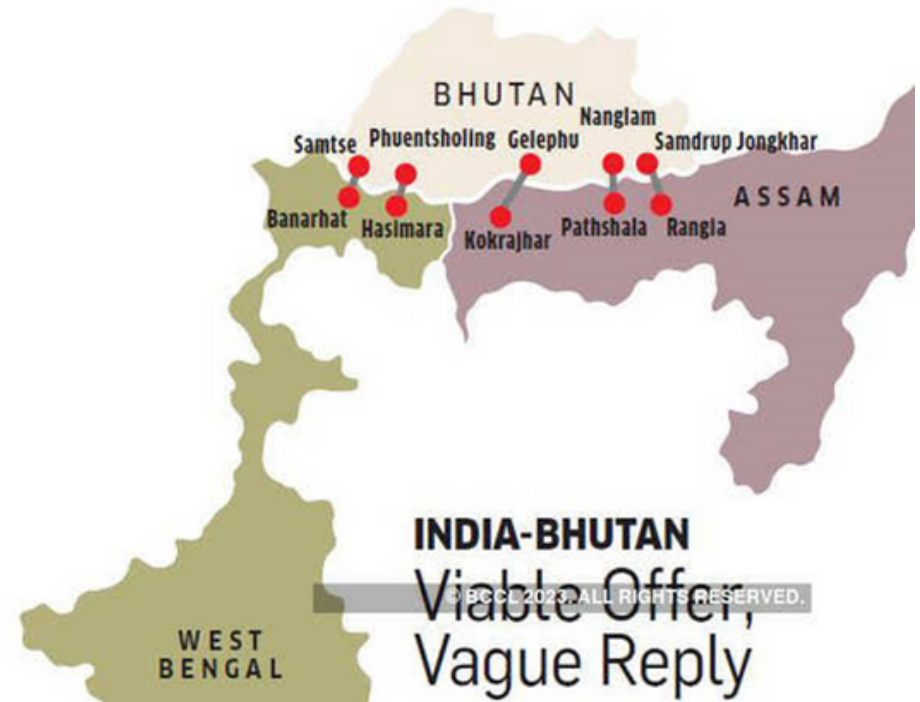 BHUTAN
Nanglam
Samtse
Phuentsholing
Gelephu
Samdrup Jongkhar
ASSAM
Banarhat
Hasimara
Kokrajhar
Pathshala
Rangia
INDIA-BHUTAN
Viable Offer,
© BCCL 2023. ALL RIGHTS RESERVED.
Vague Reply
WEST
BENGAL